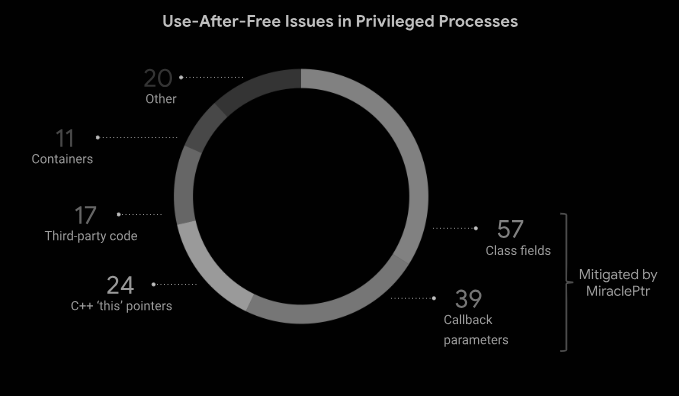 Use-After-Free Issues in Privileged Processes
20
Other
11
Containers
17
Third-party code
24
C++ ‘this’ pointers
57
Class fields
39
Callback
parameters
Mitigated by
MiraclePtr